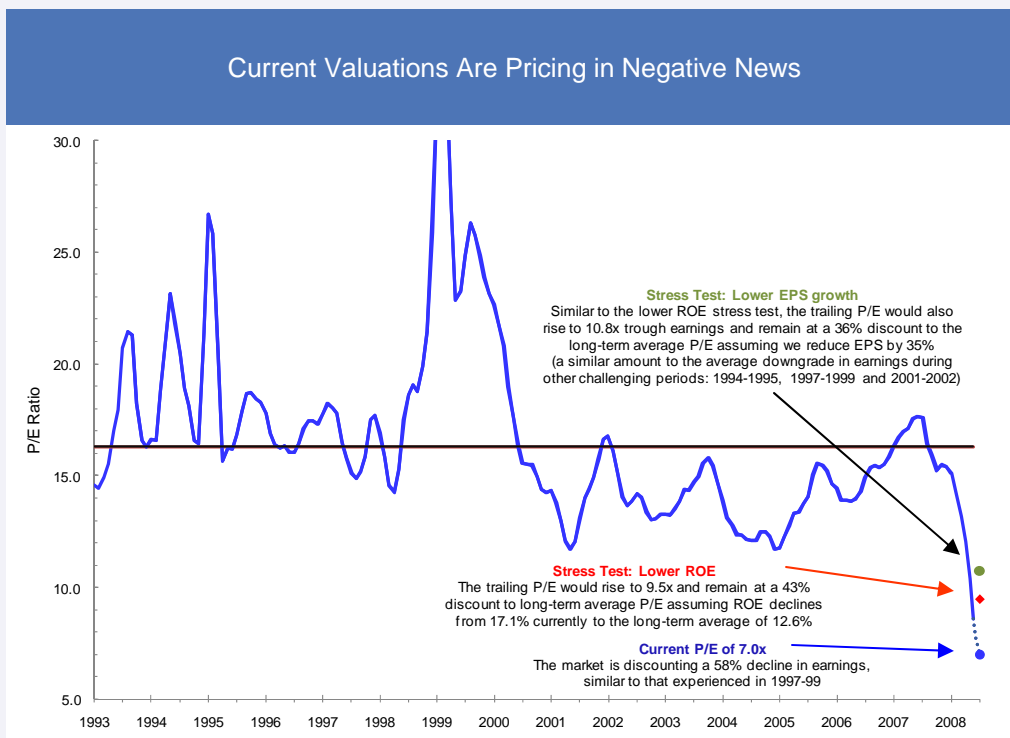 Current Valuations Are Pricing in Negative News
30.0
25.0
20.0
15.0
10.0
5.0
P/E Ratio
Stress Test: Lower EPS growth
Similar to the lower ROE stress test, the trailing P/E would also
rise to 10.8x trough earnings and remain at a 36% discount to the
long-term average P/E assuming we reduce EPS by 35%
(a similar amount to the average downgrade in earnings during
other challenging periods: 1994-1995, 1997-1999 and 2001-2002)
Stress Test: Lower ROE
The trailing P/E would rise to 9.5x and remain at a 43%
discount to long-term average P/E assuming ROE declines
from 17.1% currently to the long-term average of 12.6%
Current P/E of 7.0x
The market is discounting a 58% decline in earnings,
similar to that experienced in 1997-99
1993 1994 1995 1996 1997 1998 1999 2000 2001 2002 2003 2004 2005 2006 2007 2008